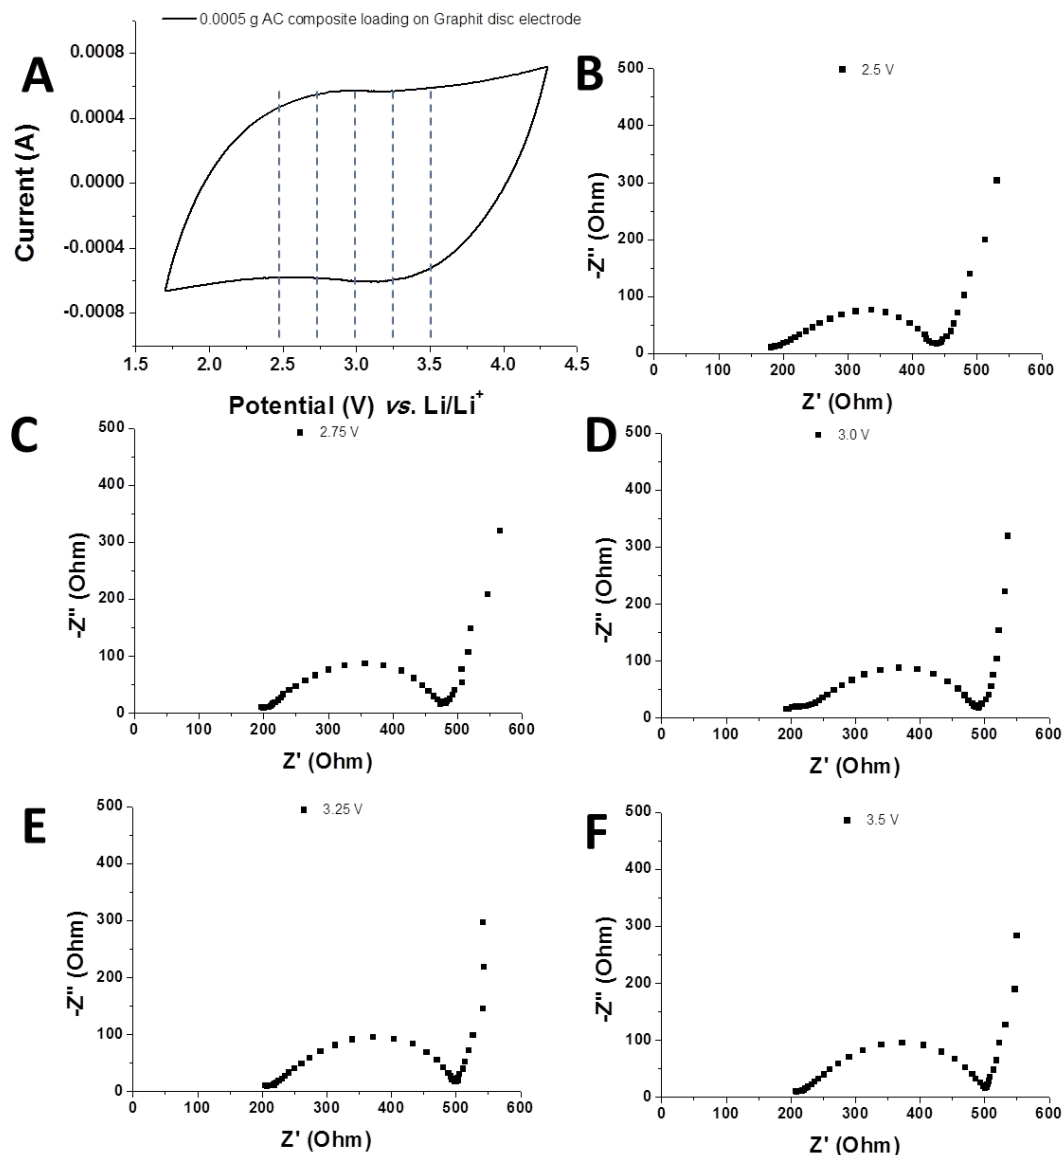 0.0005 g AC composite loading on Graphit disc electrode
A
0.0008
0.0004
0.0000
-0.0004
-0.0008
Current (A)
1.5 2.0 2.5 3.0 3.5 4.0 4.5
Potential (V) vs. Li/Li+
B
2.5 V
500
400
300
200
100
0
-Z'' (Ohm)
0 100 200 300 400 500 600
Z' (Ohm)
C
2.75 V
500
400
300
200
100
0
-Z'' (Ohm)
0 100 200 300 400 500 600
Z' (Ohm)
D
3.0 V
500
400
300
200
100
0
-Z'' (Ohm)
0 100 200 300 400 500 600
Z' (Ohm)
E
3.25 V
500
400
300
200
100
0
-Z'' (Ohm)
0 100 200 300 400 500 600
Z' (Ohm)
F
3.5 V
500
400
300
200
100
0
-Z'' (Ohm)
0 100 200 300 400 500 600
Z' (Ohm)